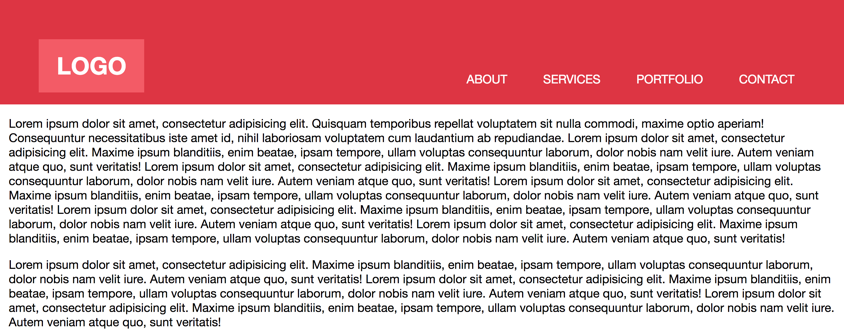 LOGO
ABOUT SERVICES PORTFOLIO CONTACT
Lorem ipsum dolor sit amet, consectetur adipisicing elit. Quisquam temporibus repellat voluptatem sit nulla commodi, maxime optio aperiam!
Consequuntur necessitatibus iste amet id, nihil laboriosam voluptatem cum laudantium ab repudiandae. Lorem ipsum dolor sit amet, consectetur
adipisicing elit. Maxime ipsum blanditiis, enim beatae, ipsam tempore, ullam voluptas consequuntur laborum, dolor nobis nam velit iure. Autem veniam
atque quo, sunt veritatis! Lorem ipsum dolor sit amet, consectetur adipisicing elit. Maxime ipsum blanditiis, enim beatae, ipsam tempore, ullam voluptas
consequuntur laborum, dolor nobis nam velit iure. Autem veniam atque quo, sunt veritatis! Lorem ipsum dolor sit amet, consectetur adipisicing elit.
Maxime ipsum blanditiis, enim beatae, ipsam tempore, ullam voluptas consequuntur laborum, dolor nobis nam velit iure. Autem veniam atque quo, sunt
veritatis! Lorem ipsum dolor sit amet, consectetur adipisicing elit. Maxime ipsum blanditiis, enim beatae, ipsam tempore, ullam voluptas consequuntur
laborum, dolor nobis nam velit iure. Autem veniam atque quo, sunt veritatis! Lorem ipsum dolor sit amet, consectetur adipisicing elit. Maxime ipsum
blanditiis, enim beatae, ipsam tempore, ullam voluptas consequuntur laborum, dolor nobis nam velit iure. Autem veniam atque quo, sunt veritatis!
Lorem ipsum dolor sit amet, consectetur adipisicing elit. Maxime ipsum blanditiis, enim beatae, ipsam tempore, ullam voluptas consequuntur laborum,
dolor nobis nam velit iure. Autem veniam atque quo, sunt veritatis! Lorem ipsum dolor sit amet, consectetur adipisicing elit. Maxime ipsum blanditiis, enim
beatae, ipsam tempore, ullam voluptas consequuntur laborum, dolor nobis nam velit iure. Autem veniam atque quo, sunt veritatis! Lorem ipsum dolor sit
amet, consectetur adipisicing elit. Maxime ipsum blanditiis, enim beatae, ipsam tempore, ullam voluptas consequuntur laborum, dolor nobis nam velit iure.
Autem veniam atque quo, sunt veritatis!